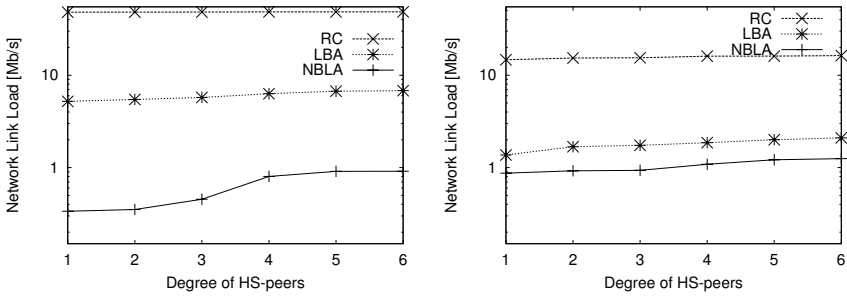 Network Link Load [Mb/s]
10
1
RC
LBA
NBLA
1 2 3 4 5 6
Degree of HS-peers
Network Link Load [Mb/s]
10
1
RC
LBA
NBLA
1 2 3 4 5 6
Degree of HS-peers